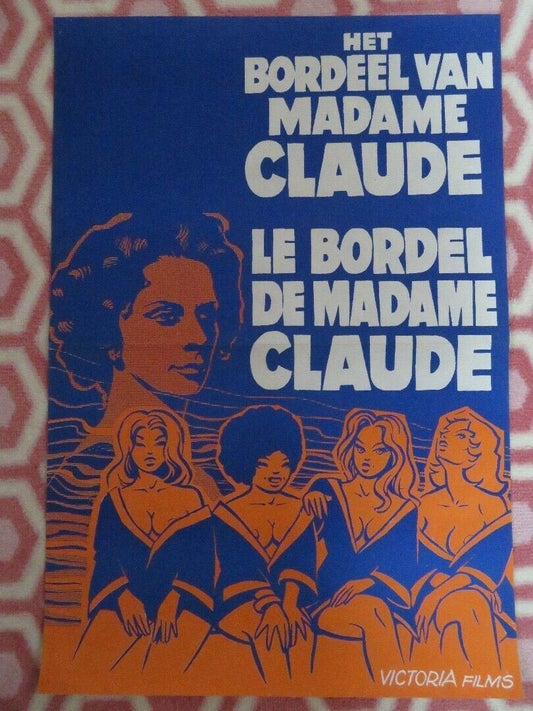 HET
BORDEEL VAN
MADAME
CLAUDE
LE BORDEL
DE MADAME
CLAUDE
VICTORIA FILMS